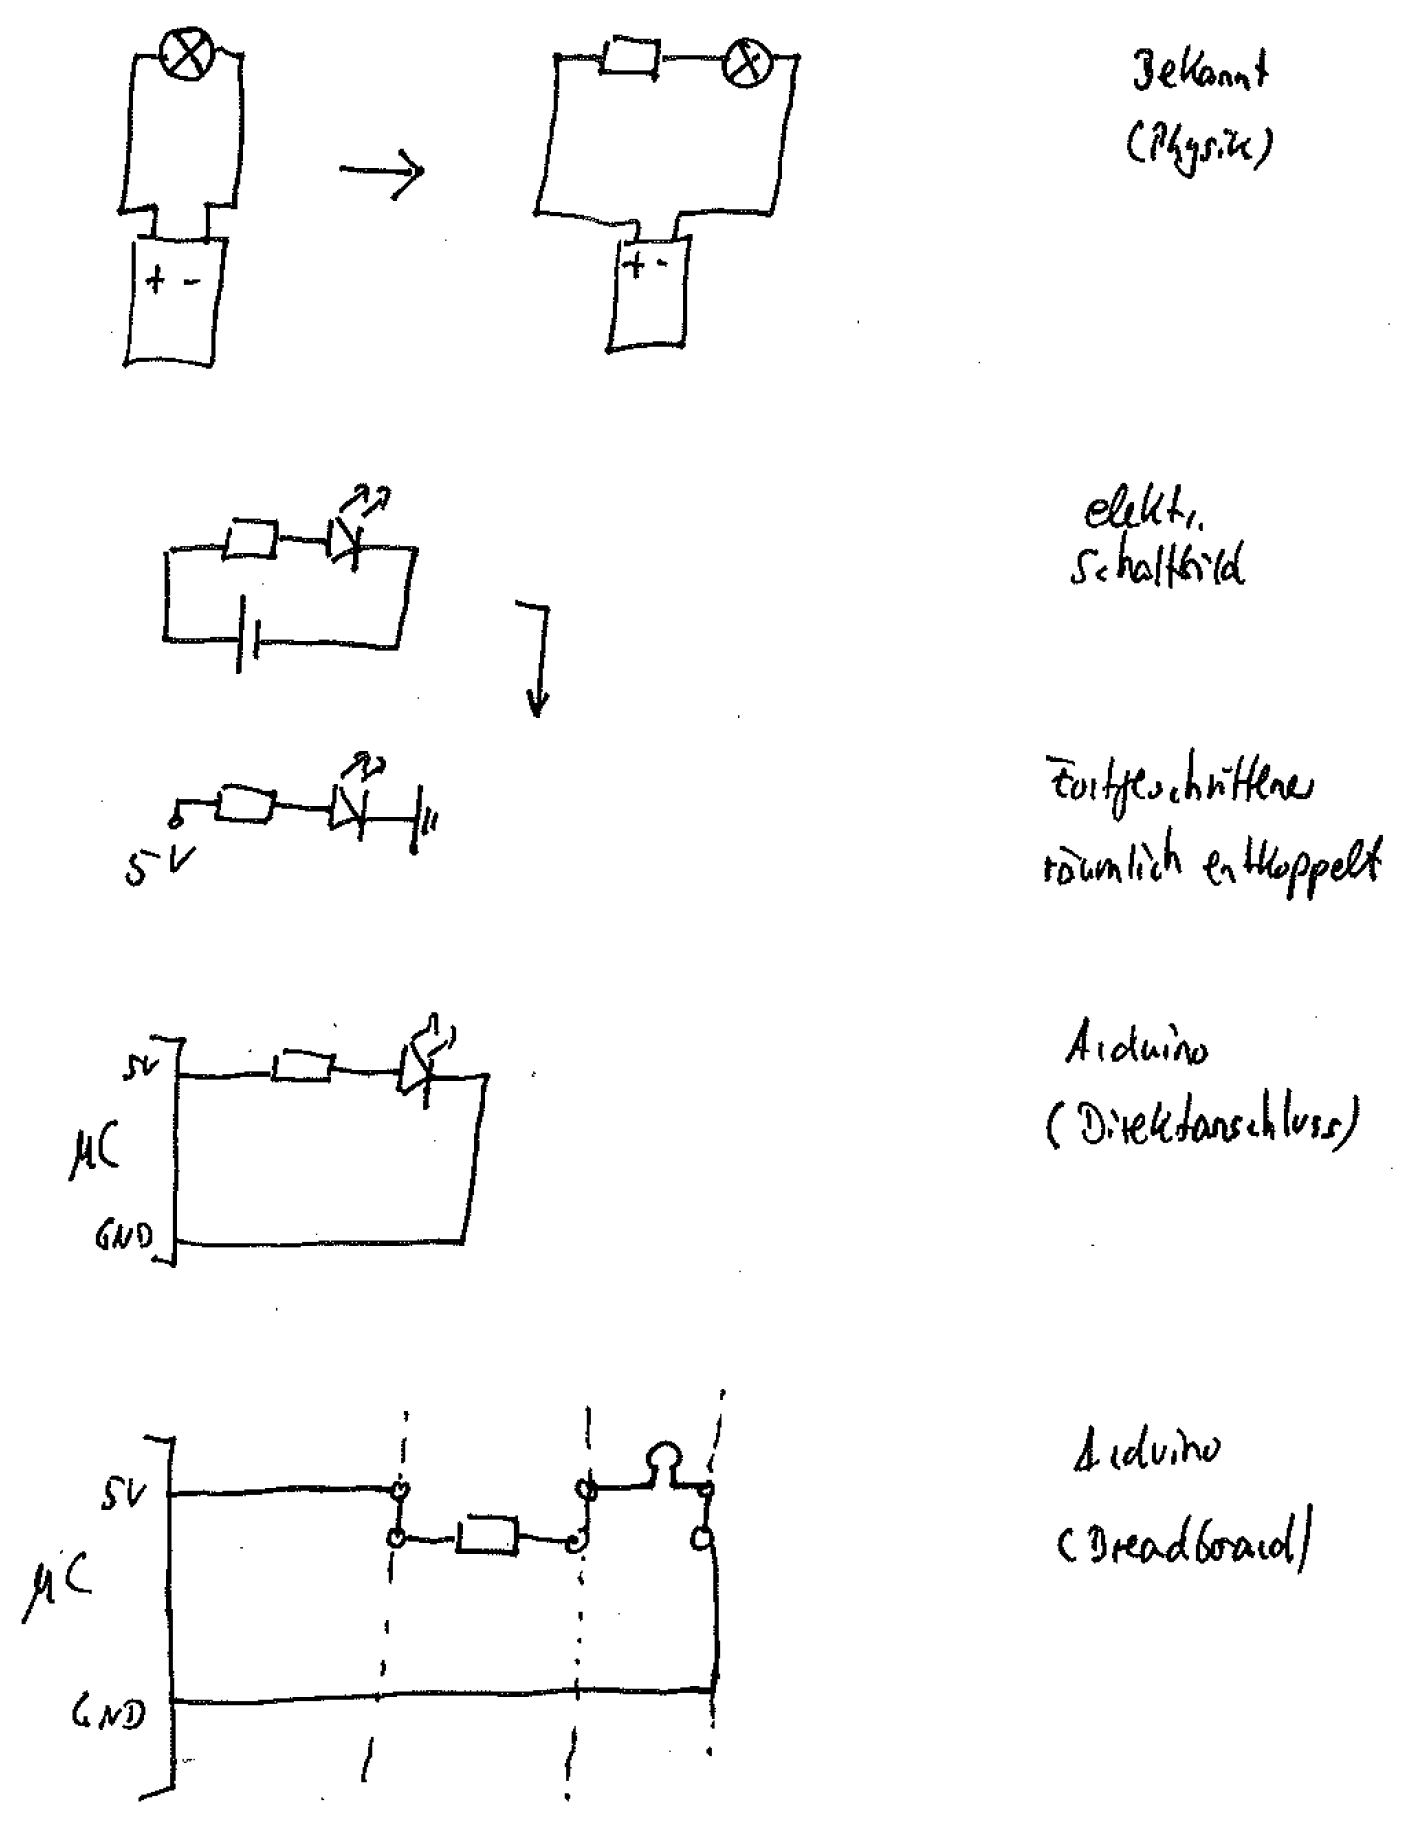 Bekannt
(Physik)
+ -
+ -
elektr.
Schaltbild
Fortgeschrittene
räumlich entkoppelt
5V
Arduino
(Direktanschluss)
5V
µC
GND
Arduino
(Breadboard)
5V
µC
GND